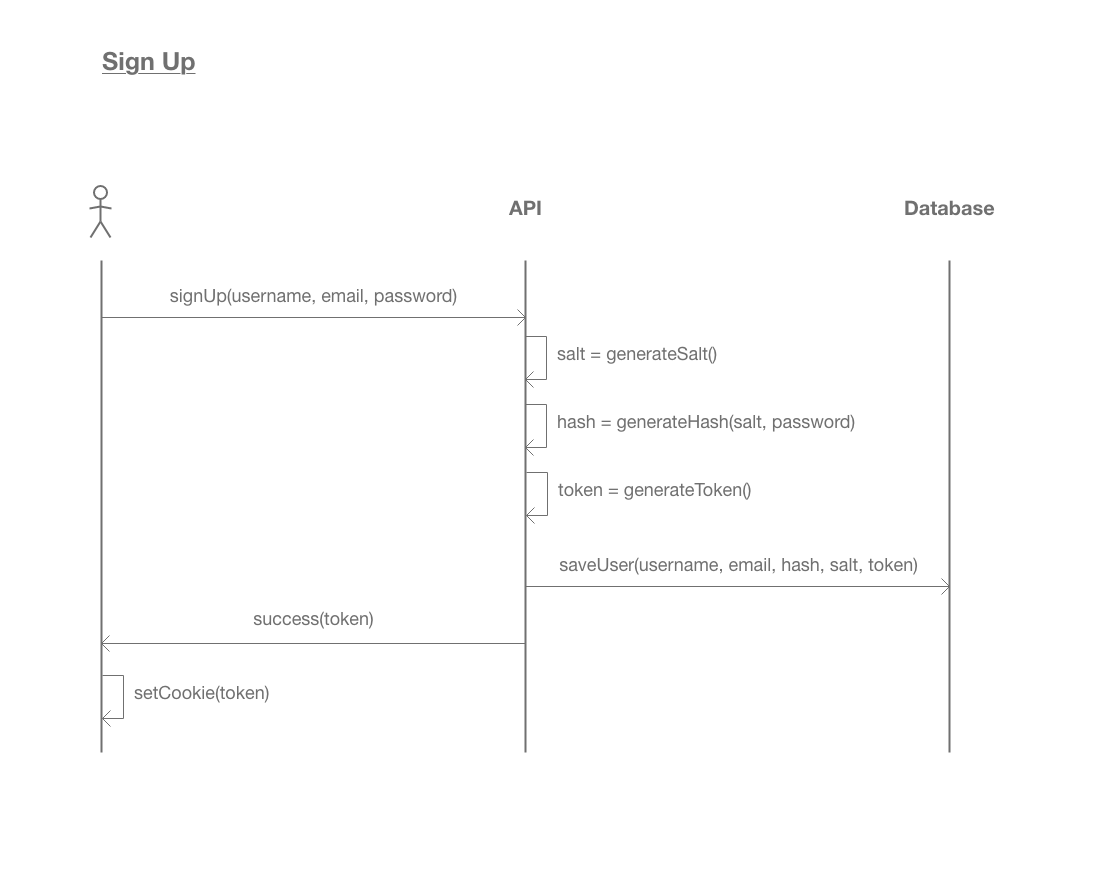 Sign Up
API
Database
signUp(username, email, password)
salt = generateSalt()
hash = generateHash(salt, password)
token = generateToken()
saveUser(username, email, hash, salt, token)
success(token)
setCookie(token)